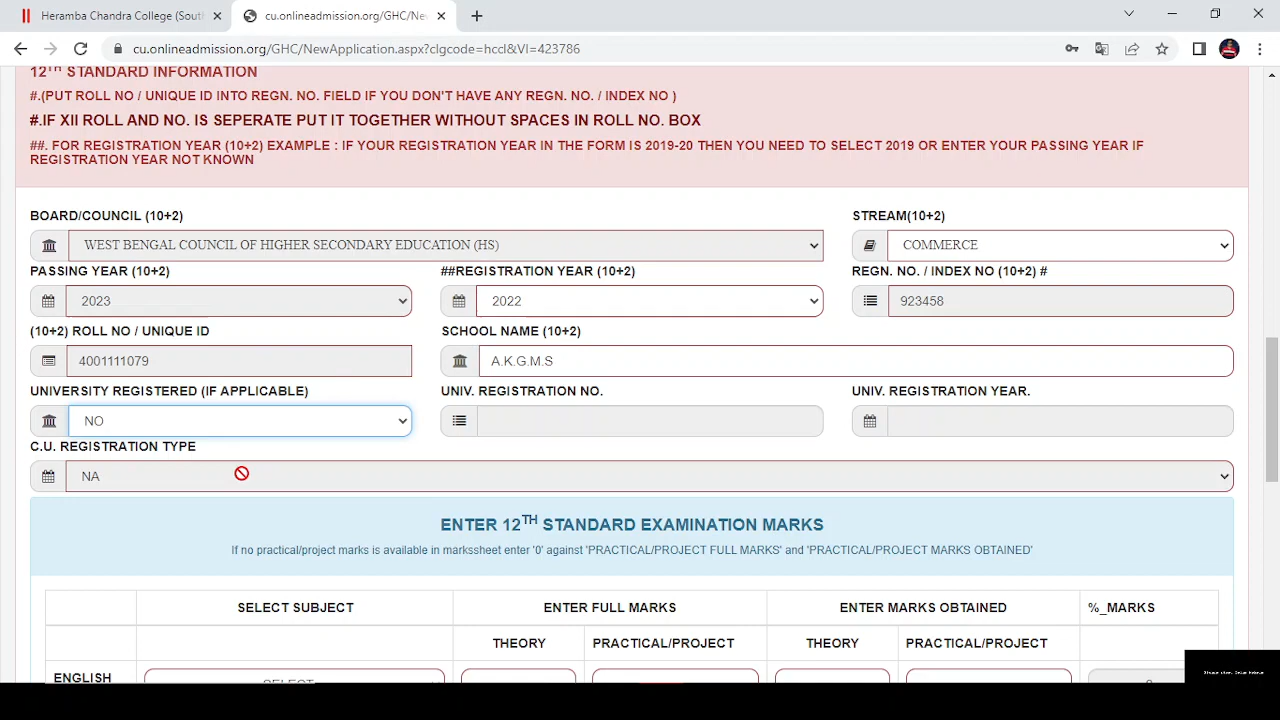 Heramba Chandra College (South
cu.onlineadmission.org/GHC/Nev
cu.onlineadmission.org/GHC/NewApplication.aspx?clgcode=hccl&VI=423786
12TH STANDARD INFORMATION
#.(PUT ROLL NO / UNIQUE ID INTO REGN. NO. FIELD IF YOU DON'T HAVE ANY REGN. NO. / INDEX NO )
#.IF XII ROLL AND NO. IS SEPERATE PUT IT TOGETHER WITHOUT SPACES IN ROLL NO. BOX
##. FOR REGISTRATION YEAR (10+2) EXAMPLE : IF YOUR REGISTRATION YEAR IN THE FORM IS 2019-20 THEN YOU NEED TO SELECT 2019 OR ENTER YOUR PASSING YEAR IF
REGISTRATION YEAR NOT KNOWN
BOARD/COUNCIL (10+2) STREAM(10+2)
WEST BENGAL COUNCIL OF HIGHER SECONDARY EDUCATION (HS) COMMERCE
PASSING YEAR (10+2) ##REGISTRATION YEAR (10+2) REGN. NO. / INDEX NO (10+2) #
2023 2022 923458
(10+2) ROLL NO / UNIQUE ID SCHOOL NAME (10+2)
4001111079 A.K.G.M.S
UNIVERSITY REGISTERED (IF APPLICABLE) UNIV. REGISTRATION NO. UNIV. REGISTRATION YEAR.
NO
C.U. REGISTRATION TYPE
NA
ENTER 12TH STANDARD EXAMINATION MARKS
If no practical/project marks is available in markssheet enter '0' against 'PRACTICAL/PROJECT FULL MARKS' and 'PRACTICAL/PROJECT MARKS OBTAINED'
SELECT SUBJECT ENTER FULL MARKS ENTER MARKS OBTAINED %_MARKS
THEORY PRACTICAL/PROJECT THEORY PRACTICAL/PROJECT
ENGLISH SELECT